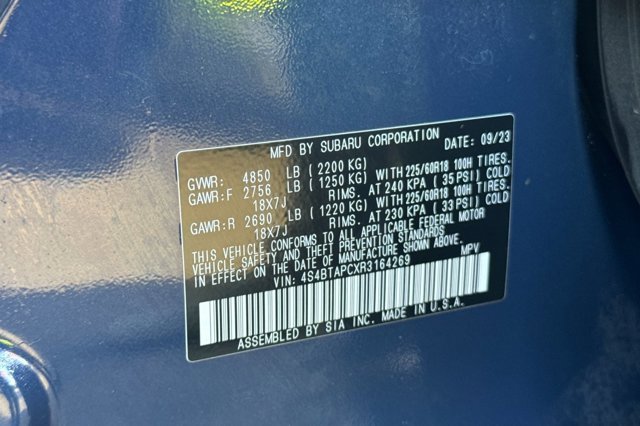 MFD BY SUBARU CORPORATION DATE: 09/23
GVWR: 4850 LB (2200 KG)
GAWR:F 2756 LB (1250 KG) WITH 225/60R18 100H TIRES.
18X7J RIMS. AT 240 KPA (35 PSI) COLD
GAWR:R 2690 LB (1220 KG) WITH 225/60R18 100H TIRES.
18X7J RIMS. AT 230 KPA (33 PSI) COLD
THIS VEHICLE CONFORMS TO ALL APPLICABLE FEDERAL MOTOR
VEHICLE SAFETY AND THEFT PREVENTION STANDARDS
IN EFFECT ON THE DATE OF MANUFACTURE SHOWN ABOVE.
VIN: 4S4BTAPCXR3164269 MPV
ASSEMBLED BY SIA INC. MADE IN U.S.A.